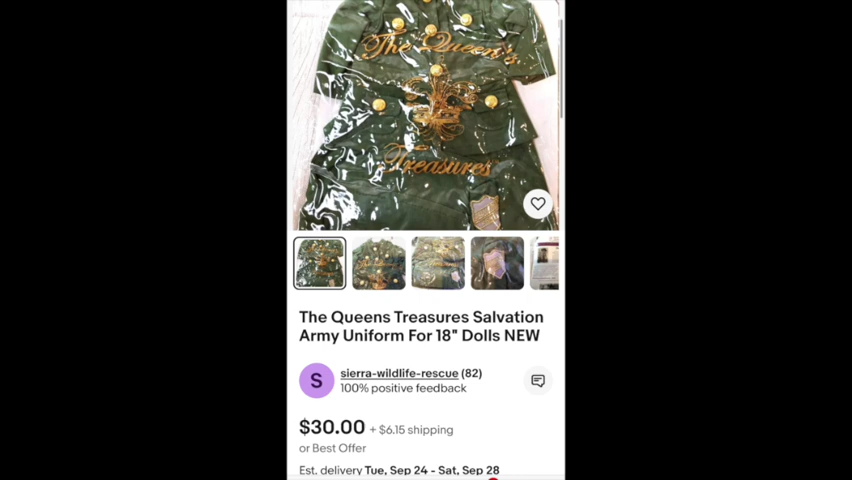 The Queen's
Treasures
The Queens Treasures Salvation
Army Uniform For 18" Dolls NEW
S
sierra-wildlife-rescue (82)
100% positive feedback
$30.00 + $6.15 shipping
or Best Offer
Est. delivery Tue, Sep 24 - Sat, Sep 28